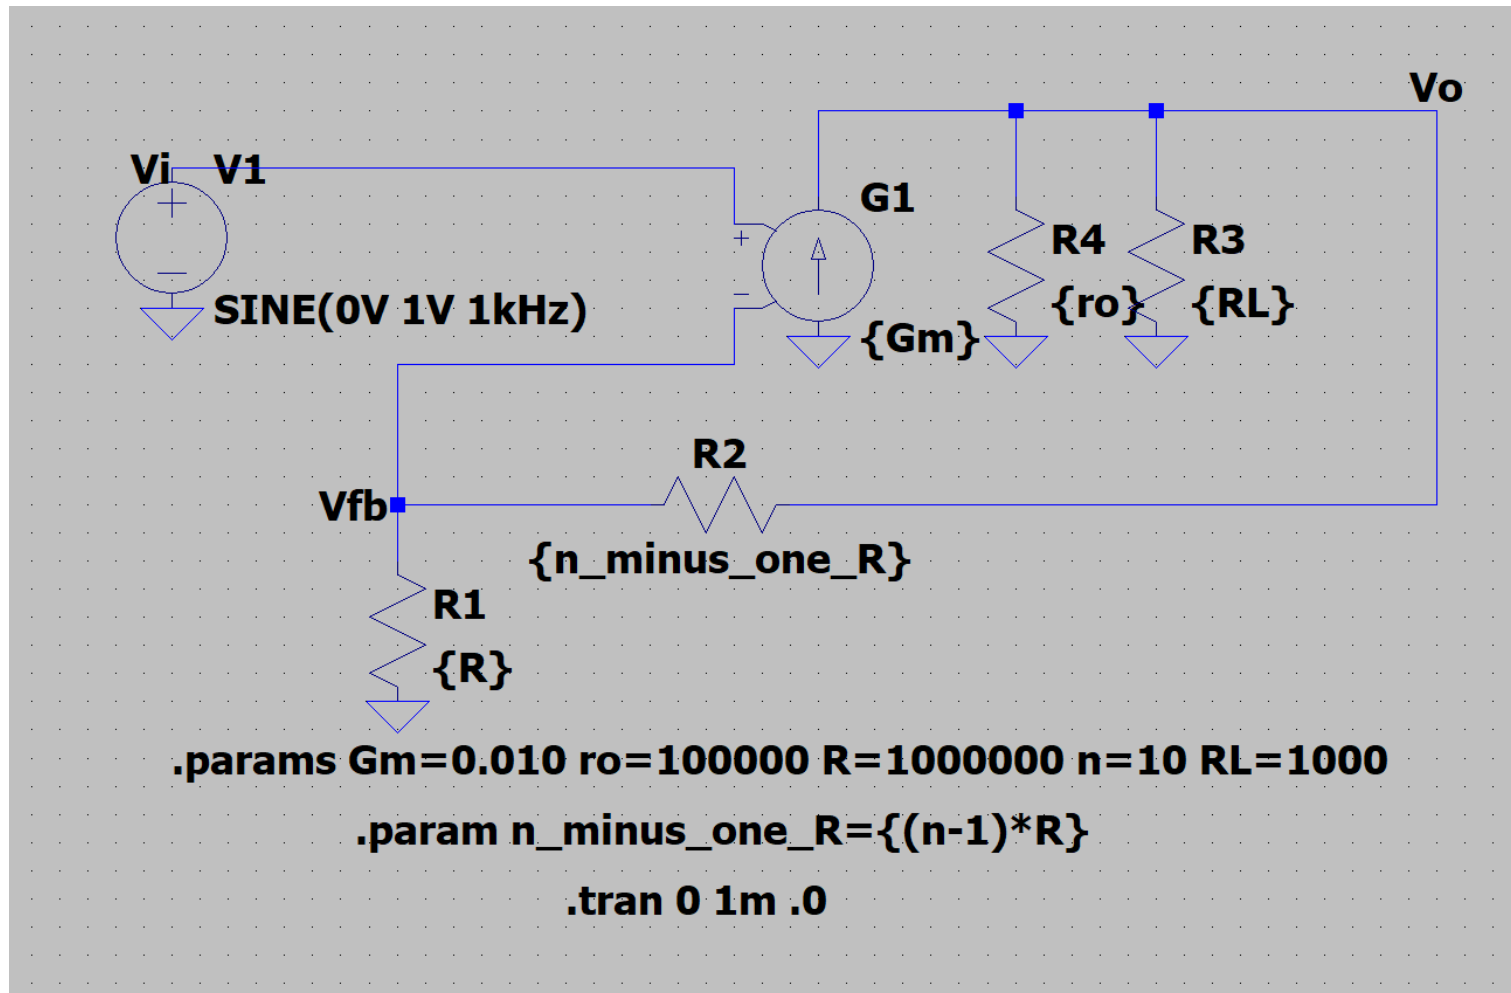 Vo
Vi V1
G1
R4 R3
SINE(0V 1V 1kHz)
{ro} {RL}
{Gm}
R2
Vfb
{n_minus_one_R}
R1
{R}
.params Gm=0.010 ro=100000 R=1000000 n=10 RL=1000
.param n_minus_one_R={(n-1)*R}
.tran 0 1m .0